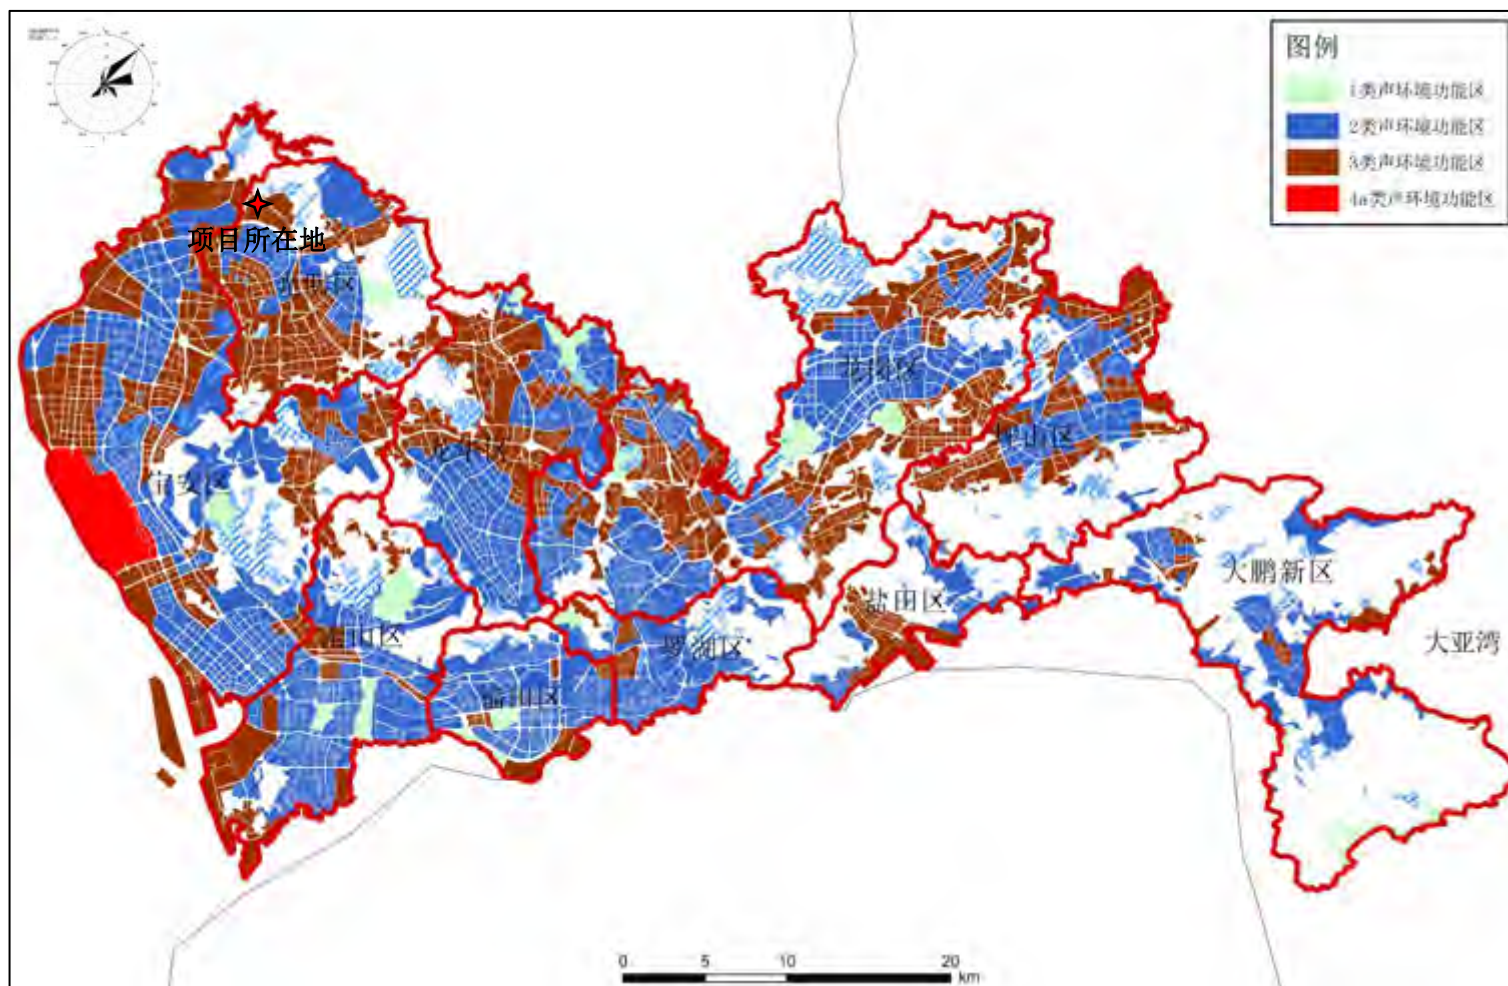 图例
1类声环境功能区
2类声环境功能区
3类声环境功能区
4a类声环境功能区
项目所在地
光明区
龙岗区
龙华区
坪山区
宝安区
大鹏新区
盐田区
南山区
罗湖区
大亚湾
福田区
0 5 10 20
km